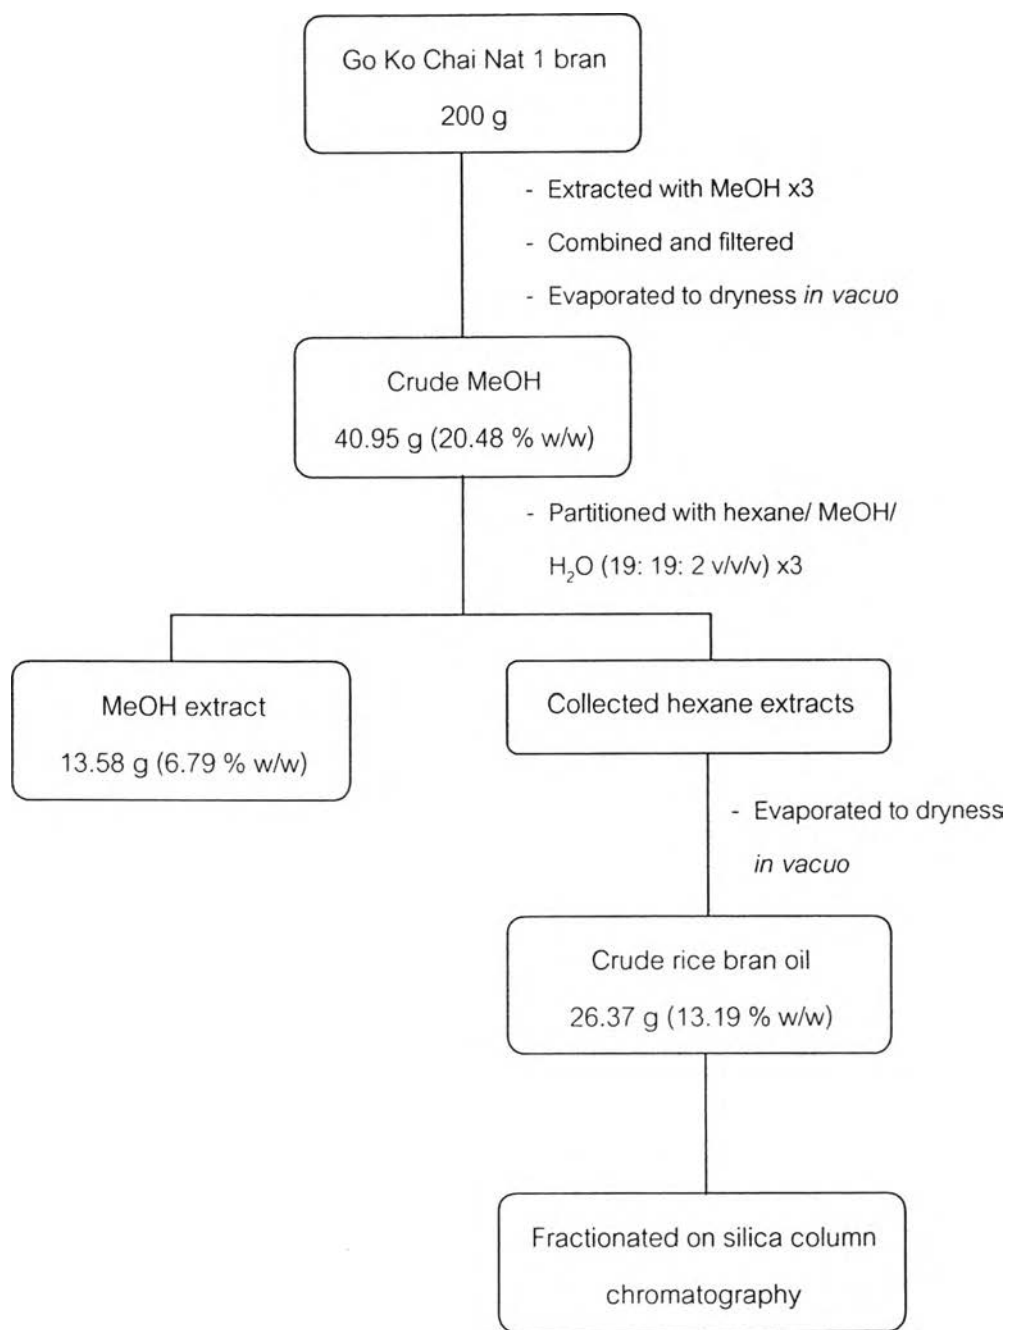 Go Ko Chai Nat 1 bran
200 g
- Extracted with MeOH x3
- Combined and filtered
- Evaporated to dryness in vacuo
Crude MeOH
40.95 g (20.48 % w/w)
- Partitioned with hexane/ MeOH/
H₂O (19: 19: 2 v/v/v) x3
MeOH extract
13.58 g (6.79 % w/w)
Collected hexane extracts
- Evaporated to dryness
in vacuo
Crude rice bran oil
26.37 g (13.19 % w/w)
Fractionated on silica column
chromatography